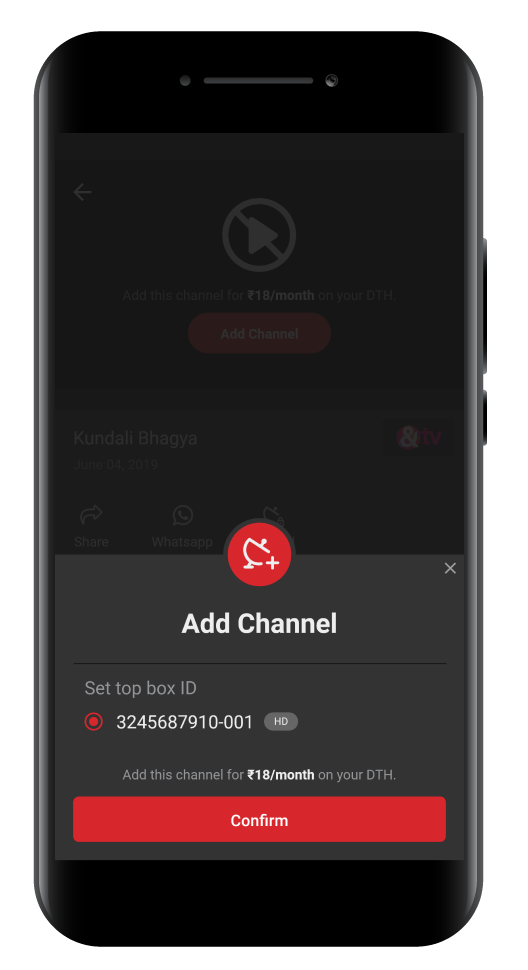 Add this channel for ₹18/month on your DTH.
Add Channel
Kundali Bhagya
&tv
June 04, 2019
Share
Whatsapp
Add Channel
Set top box ID
3245687910-001 HD
Add this channel for ₹18/month on your DTH.
Confirm